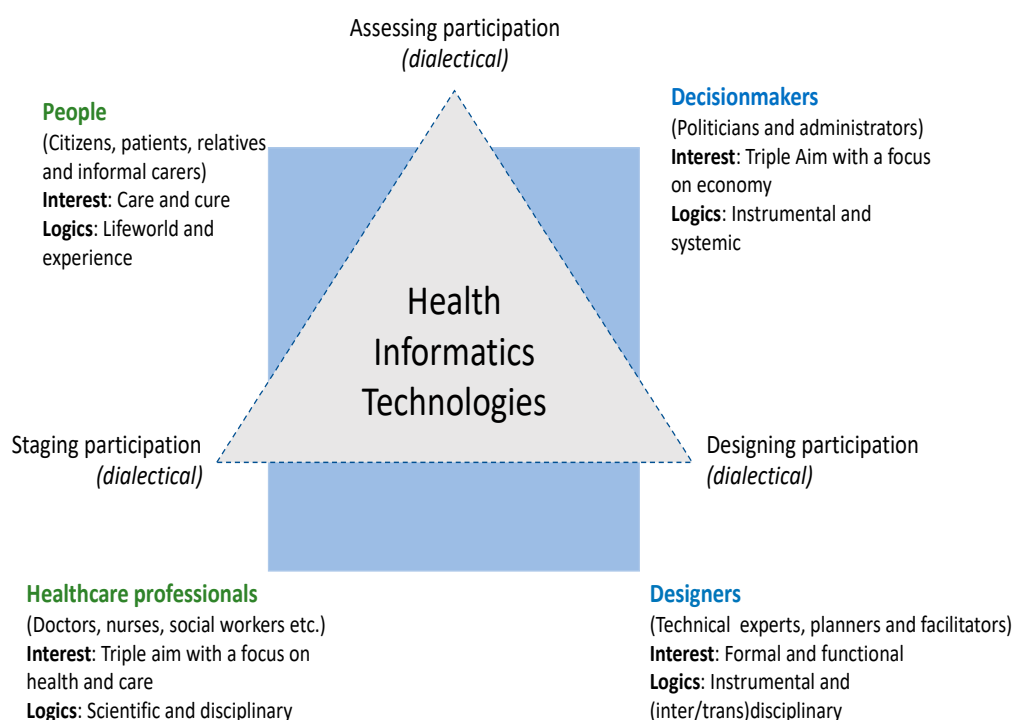 Assessing participation
(dialectical)
People
(Citizens, patients, relatives
and informal carers)
Interest: Care and cure
Logics: Lifeworld and
experience
Decisionmakers
(Politicians and administrators)
Interest: Triple Aim with a focus
on economy
Logics: Instrumental and
systemic
Health
Informatics
Technologies
Staging participation
(dialectical)
Designing participation
(dialectical)
Healthcare professionals
(Doctors, nurses, social workers etc.)
Interest: Triple aim with a focus on
health and care
Logics: Scientific and disciplinary
Designers
(Technical experts, planners and facilitators)
Interest: Formal and functional
Logics: Instrumental and
(inter/trans)disciplinary